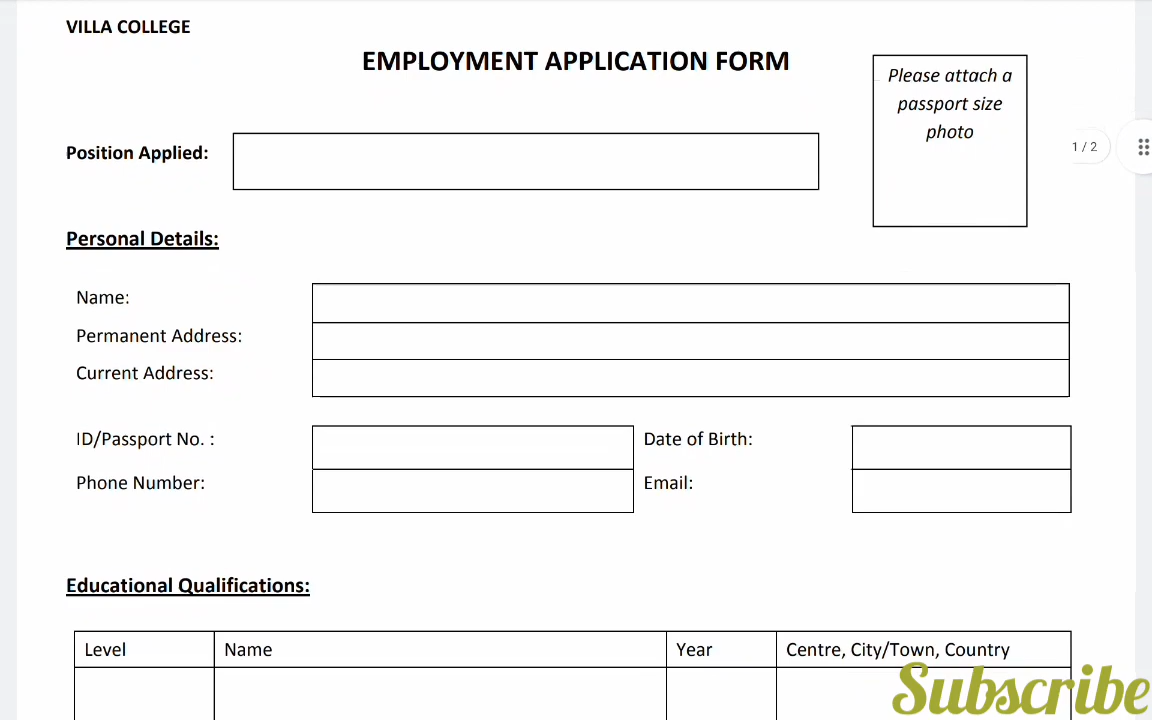 VILLA COLLEGE
EMPLOYMENT APPLICATION FORM
Please attach a
passport size
photo
1 / 2
Position Applied:
Personal Details:
Name:
Permanent Address:
Current Address:
ID/Passport No. :
Date of Birth:
Phone Number:
Email:
Educational Qualifications:
Level Name Year Centre, City/Town, Country
Subscribe